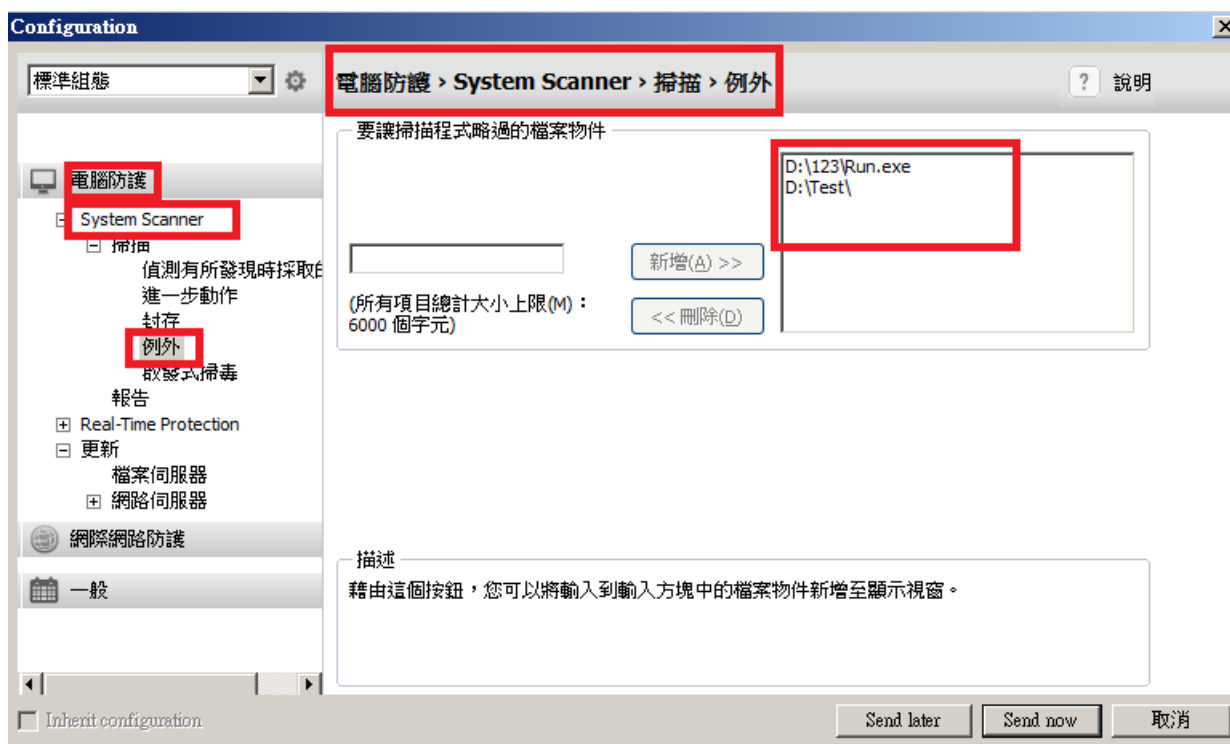 Configuration
標準組態
電腦防護 › System Scanner › 掃描 › 例外
? 說明
要讓掃描程式略過的檔案物件
電腦防護
System Scanner
掃描
偵測有所發現時採取的
進一步動作
封存
例外
啟發式掃毒
報告
Real-Time Protection
更新
檔案伺服器
網路伺服器
網際網路防護
一般
D:\123\Run.exe
D:\Test\
新增(A) >>
(所有項目總計大小上限(M)：
6000 個字元)
<< 刪除(D)
描述
藉由這個按鈕，您可以將輸入到輸入方塊中的檔案物件新增至顯示視窗。
Inherit configuration
Send later
Send now
取消